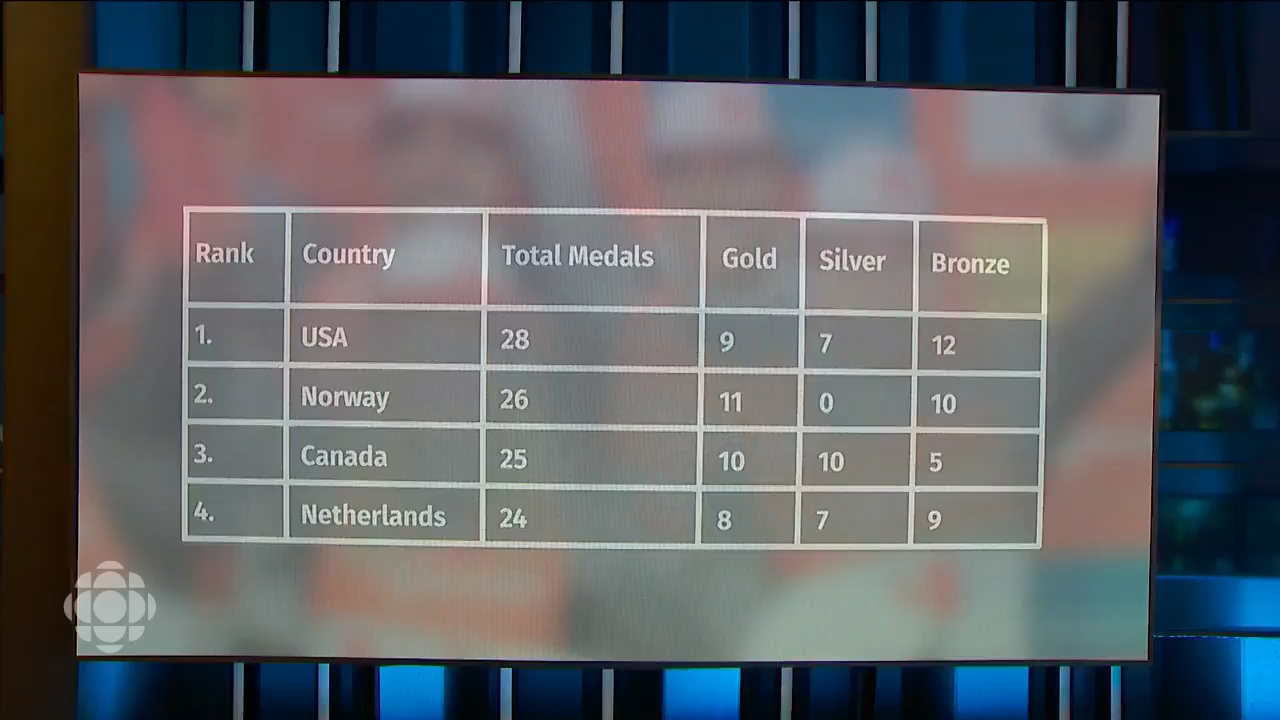 Rank Country Total Medals Gold Silver Bronze
1. USA 28 9 7 12
2. Norway 26 11 0 10
3. Canada 25 10 10 5
4. Netherlands 24 8 7 9